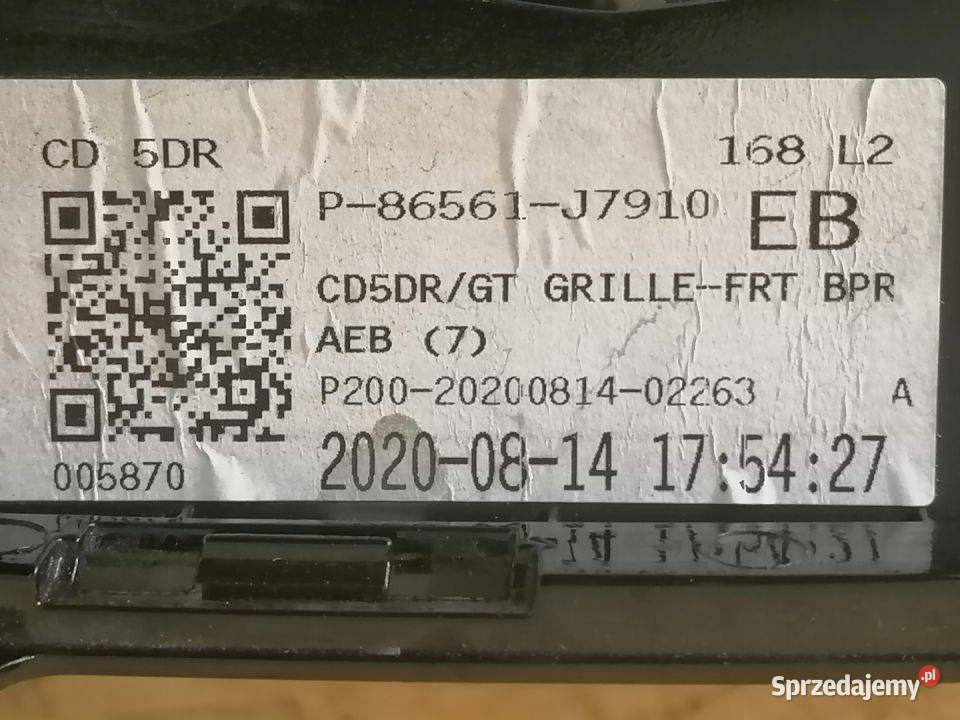 CD 5DR
168 L2
P-86561-J7910
EB
CD5DR/GT GRILLE-FRT BPR
AEB (7)
P200-20200814-02263 A
005870
2020-08-14 17:54:27
Sprzedajemy.pl